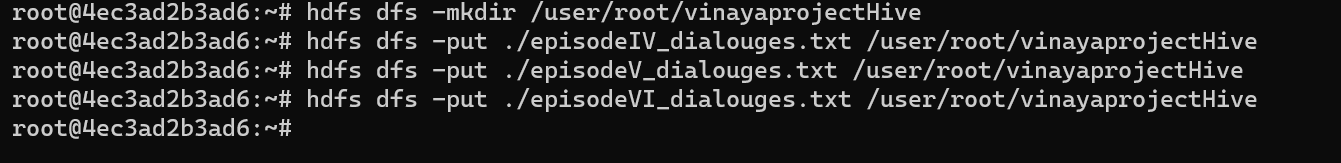 root@4ec3ad2b3ad6:~# hdfs dfs -mkdir /user/root/vinayaprojectHive
root@4ec3ad2b3ad6:~# hdfs dfs -put ./episodeIV_dialouges.txt /user/root/vinayaprojectHive
root@4ec3ad2b3ad6:~# hdfs dfs -put ./episodeV_dialouges.txt /user/root/vinayaprojectHive
root@4ec3ad2b3ad6:~# hdfs dfs -put ./episodeVI_dialouges.txt /user/root/vinayaprojectHive
root@4ec3ad2b3ad6:~#